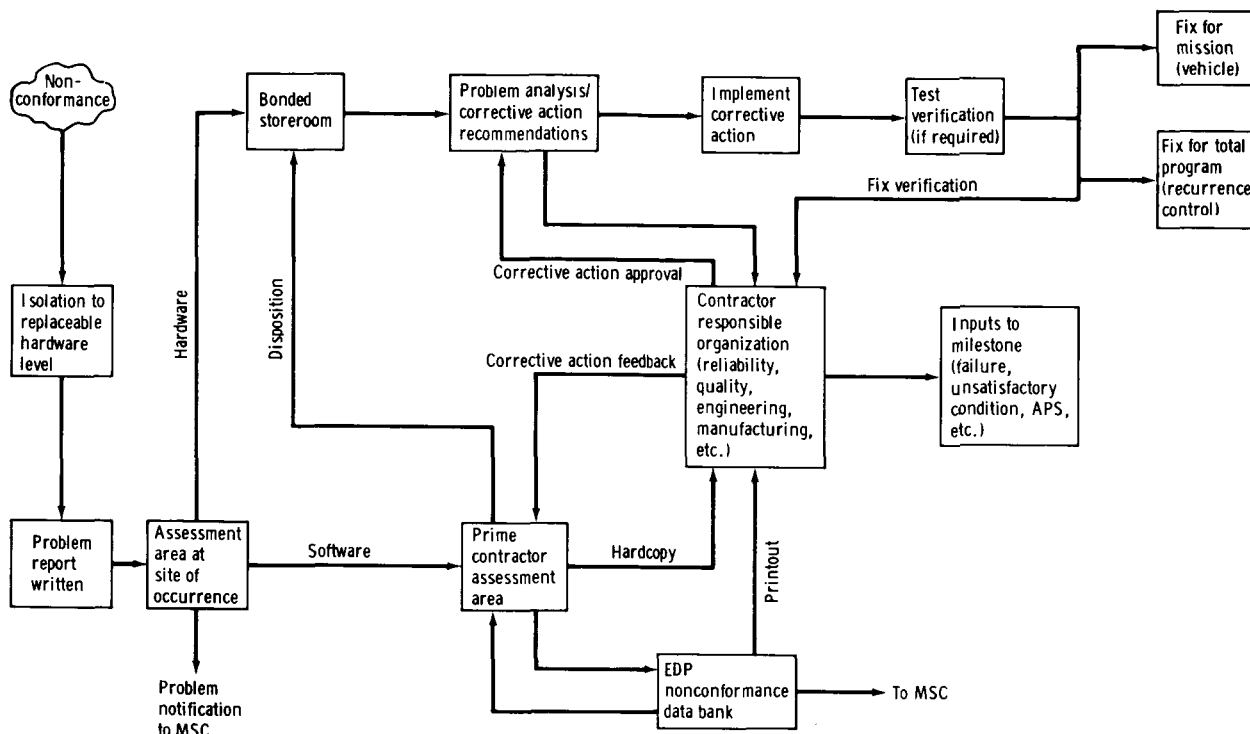 Non-
conformance
Bonded
storeroom
Problem analysis/
corrective action
recommendations
Implement
corrective
action
Test
verification
(if required)
Fix for
mission
(vehicle)
Fix for total
program
(recurrence
control)
Fix verification
Corrective action approval
Isolation to
replaceable
hardware
level
Hardware
Disposition
Contractor
responsible
organization
(reliability,
quality,
engineering,
manufacturing,
etc.)
Inputs to
milestone
(failure,
unsatisfactory
condition, APS,
etc.)
Corrective action feedback
Problem
report
written
Assessment
area at
site of
occurrence
Software
Prime
contractor
assessment
area
Hardcopy
Printout
EDP
nonconformance
data bank
To MSC
Problem
notification
to MSC